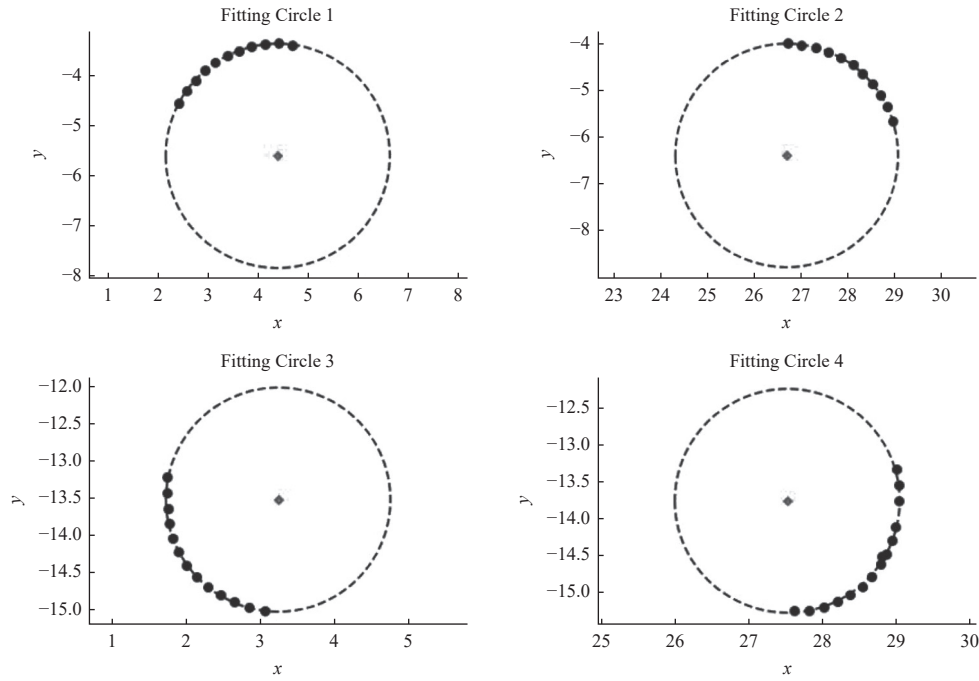 Fitting Circle 1
−4
−5
−6
−7
−8
y
1 2 3 4 5 6 7 8
x
Fitting Circle 2
−4
−5
−6
−7
−8
y
23 24 25 26 27 28 29 30
x
Fitting Circle 3
−12.0
−12.5
−13.0
−13.5
−14.0
−14.5
−15.0
y
1 2 3 4 5
x
Fitting Circle 4
−12.5
−13.0
−13.5
−14.0
−14.5
−15.0
y
25 26 27 28 29 30
x